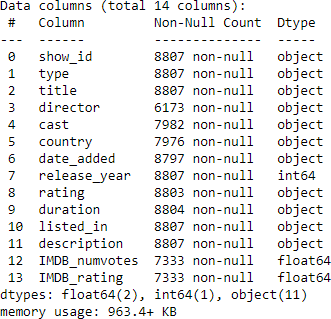 Data columns (total 14 columns):
 #   Column         Non-Null Count  Dtype
---  ------         --------------  -----
 0   show_id        8807 non-null   object
 1   type           8807 non-null   object
 2   title          8807 non-null   object
 3   director       6173 non-null   object
 4   cast           7982 non-null   object
 5   country        7976 non-null   object
 6   date_added     8797 non-null   object
 7   release_year   8807 non-null   int64
 8   rating         8803 non-null   object
 9   duration       8804 non-null   object
 10  listed_in      8807 non-null   object
 11  description    8807 non-null   object
 12  IMDB_numvotes  7333 non-null   float64
 13  IMDB_rating    7333 non-null   float64
dtypes: float64(2), int64(1), object(11)
memory usage: 963.4+ KB